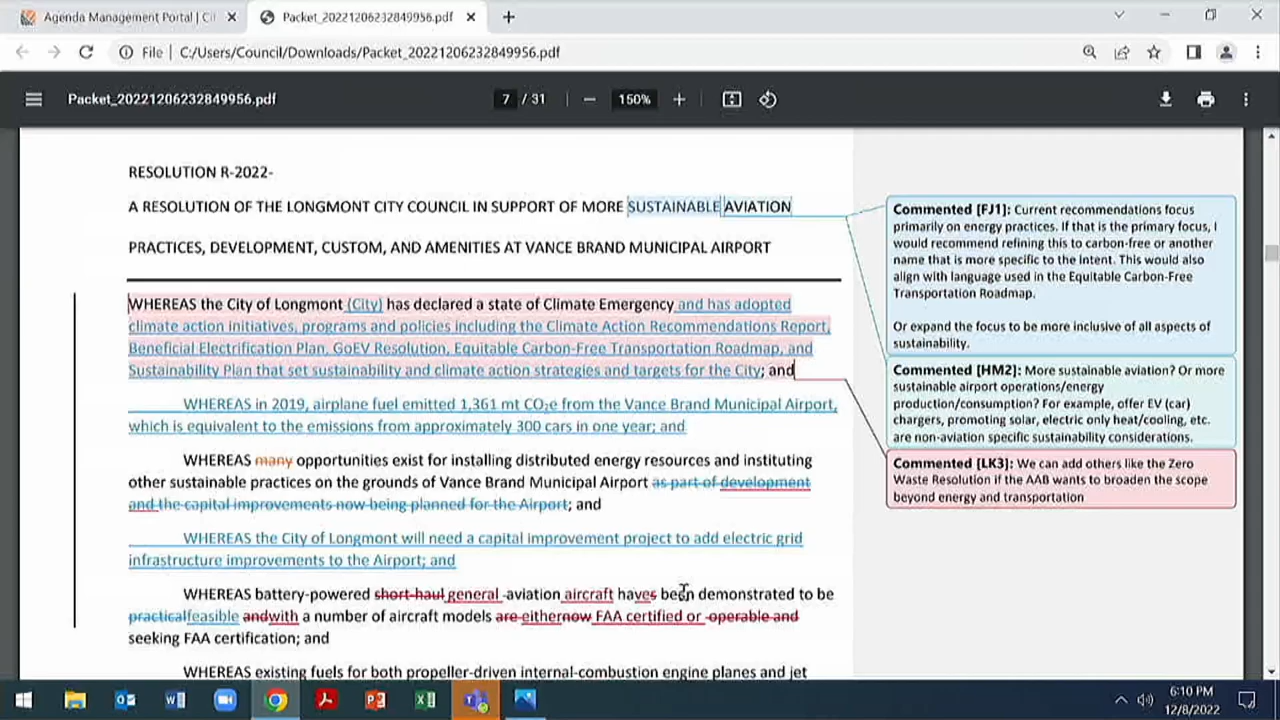 Agenda Management Portal | Cit
Packet_20221206232849956.pdf
File | C:/Users/Council/Downloads/Packet_20221206232849956.pdf
Packet_20221206232849956.pdf
7 / 31
150%
RESOLUTION R-2022-
A RESOLUTION OF THE LONGMONT CITY COUNCIL IN SUPPORT OF MORE SUSTAINABLE AVIATION
PRACTICES, DEVELOPMENT, CUSTOM, AND AMENITIES AT VANCE BRAND MUNICIPAL AIRPORT
WHEREAS the City of Longmont (City) has declared a state of Climate Emergency and has adopted
climate action initiatives, programs and policies including the Climate Action Recommendations Report,
Beneficial Electrification Plan, GoEV Resolution, Equitable Carbon-Free Transportation Roadmap, and
Sustainability Plan that set sustainability and climate action strategies and targets for the City; and
WHEREAS in 2019, airplane fuel emitted 1,361 mt CO₂e from the Vance Brand Municipal Airport,
which is equivalent to the emissions from approximately 300 cars in one year; and
WHEREAS many opportunities exist for installing distributed energy resources and instituting
other sustainable practices on the grounds of Vance Brand Municipal Airport as part of development
and the capital improvements now being planned for the Airport; and
WHEREAS the City of Longmont will need a capital improvement project to add electric grid
infrastructure improvements to the Airport; and
WHEREAS battery-powered short-haul general -aviation aircraft haves been demonstrated to be
practicalfeasible andwith a number of aircraft models are eithernow FAA certified or -operable and
seeking FAA certification; and
WHEREAS existing fuels for both propeller-driven internal-combustion engine planes and jet
Commented [FJ1]: Current recommendations focus
primarily on energy practices. If that is the primary focus, I
would recommend refining this to carbon-free or another
name that is more specific to the intent. This would also
align with language used in the Equitable Carbon-Free
Transportation Roadmap.
Or expand the focus to be more inclusive of all aspects of
sustainability.
Commented [HM2]: More sustainable aviation? Or more
sustainable airport operations/energy
production/consumption? For example, offer EV (car)
chargers, promoting solar, electric only heat/cooling, etc.
are non-aviation specific sustainability considerations.
Commented [LK3]: We can add others like the Zero
Waste Resolution if the AAB wants to broaden the scope
beyond energy and transportation
6:10 PM
12/8/2022